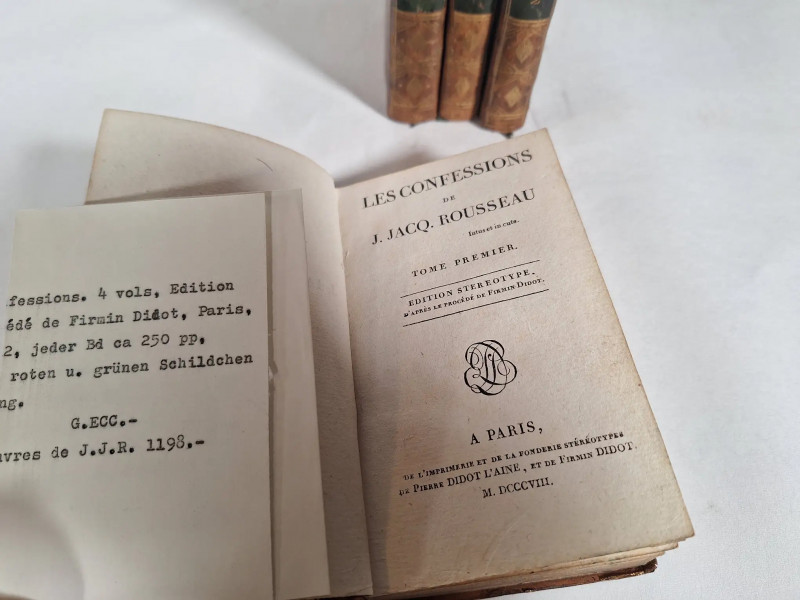 fessions. 4 vols, Edition
édé de Firmin Didot, Paris,
2, jeder Bd ca 250 pp,
roten u. grünen Schildchen
ng.
G.ECC.-
uvres de J.J.R. 1198.-
LES CONFESSIONS
DE
J. JACQ. ROUSSEAU
Intus et in cute.
TOME PREMIER.
EDITION STEREOTYPE.
D'APRÈS LE PROCÉDÉ DE FIRMIN DIDOT.
A PARIS,
DE L'IMPRIMERIE ET DE LA FONDERIE STÉRÉOTYPES
DE PIERRE DIDOT L'AINE, ET DE FIRMIN DIDOT.
M. DCCCVIII.